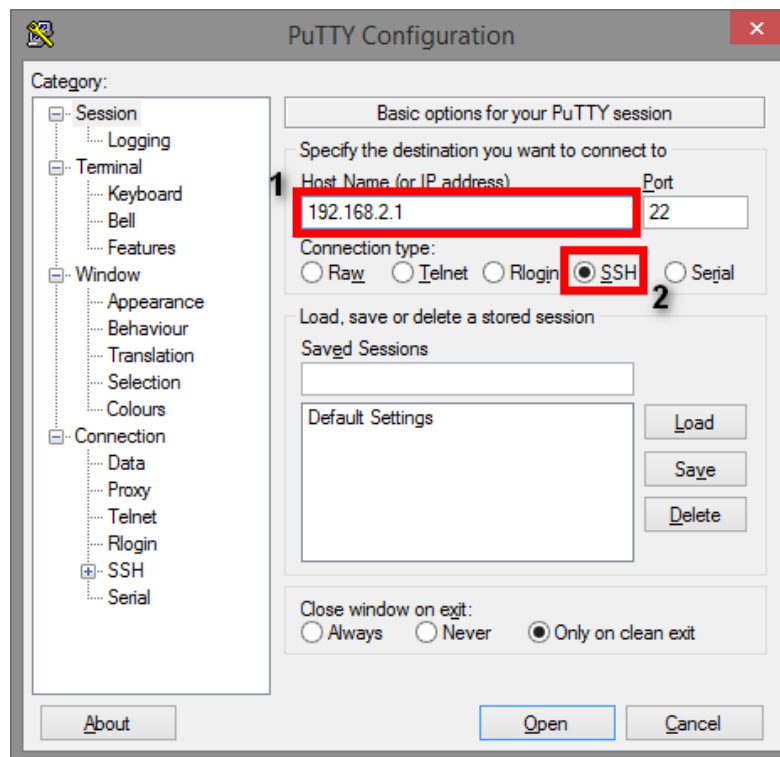 PuTTY Configuration
Category:
Session
Logging
Terminal
Keyboard
Bell
Features
Window
Appearance
Behaviour
Translation
Selection
Colours
Connection
Data
Proxy
Telnet
Rlogin
SSH
Serial
Basic options for your PuTTY session
Specify the destination you want to connect to
1 Host Name (or IP address) Port
192.168.2.1 22
Connection type:
Raw Telnet Rlogin SSH Serial
2
Load, save or delete a stored session
Saved Sessions
Default Settings
Load
Save
Delete
Close window on exit:
Always Never Only on clean exit
About Open Cancel